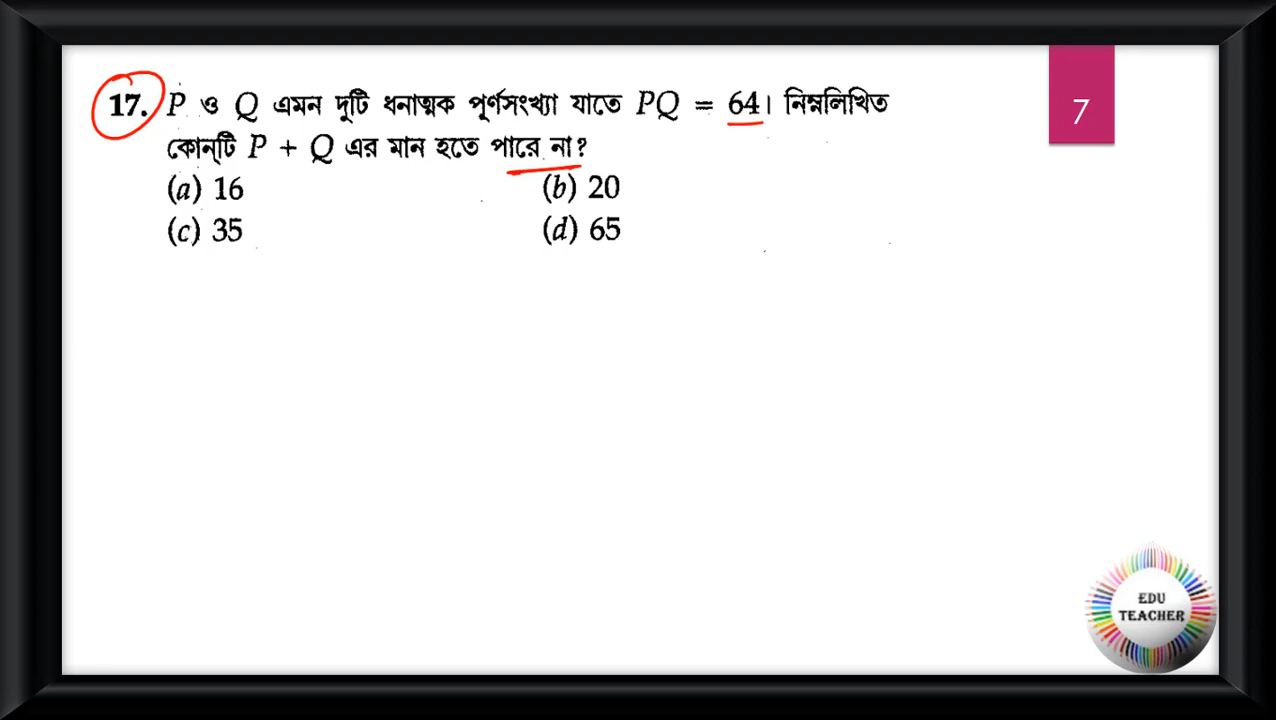 17. P ও Q এমন দুটি ধনাত্মক পূর্ণসংখ্যা যাতে PQ = 64। নিম্নলিখিত
কোন্‌টি P + Q এর মান হতে পারে না?
(a) 16 (b) 20
(c) 35 (d) 65
7
EDU
TEACHER